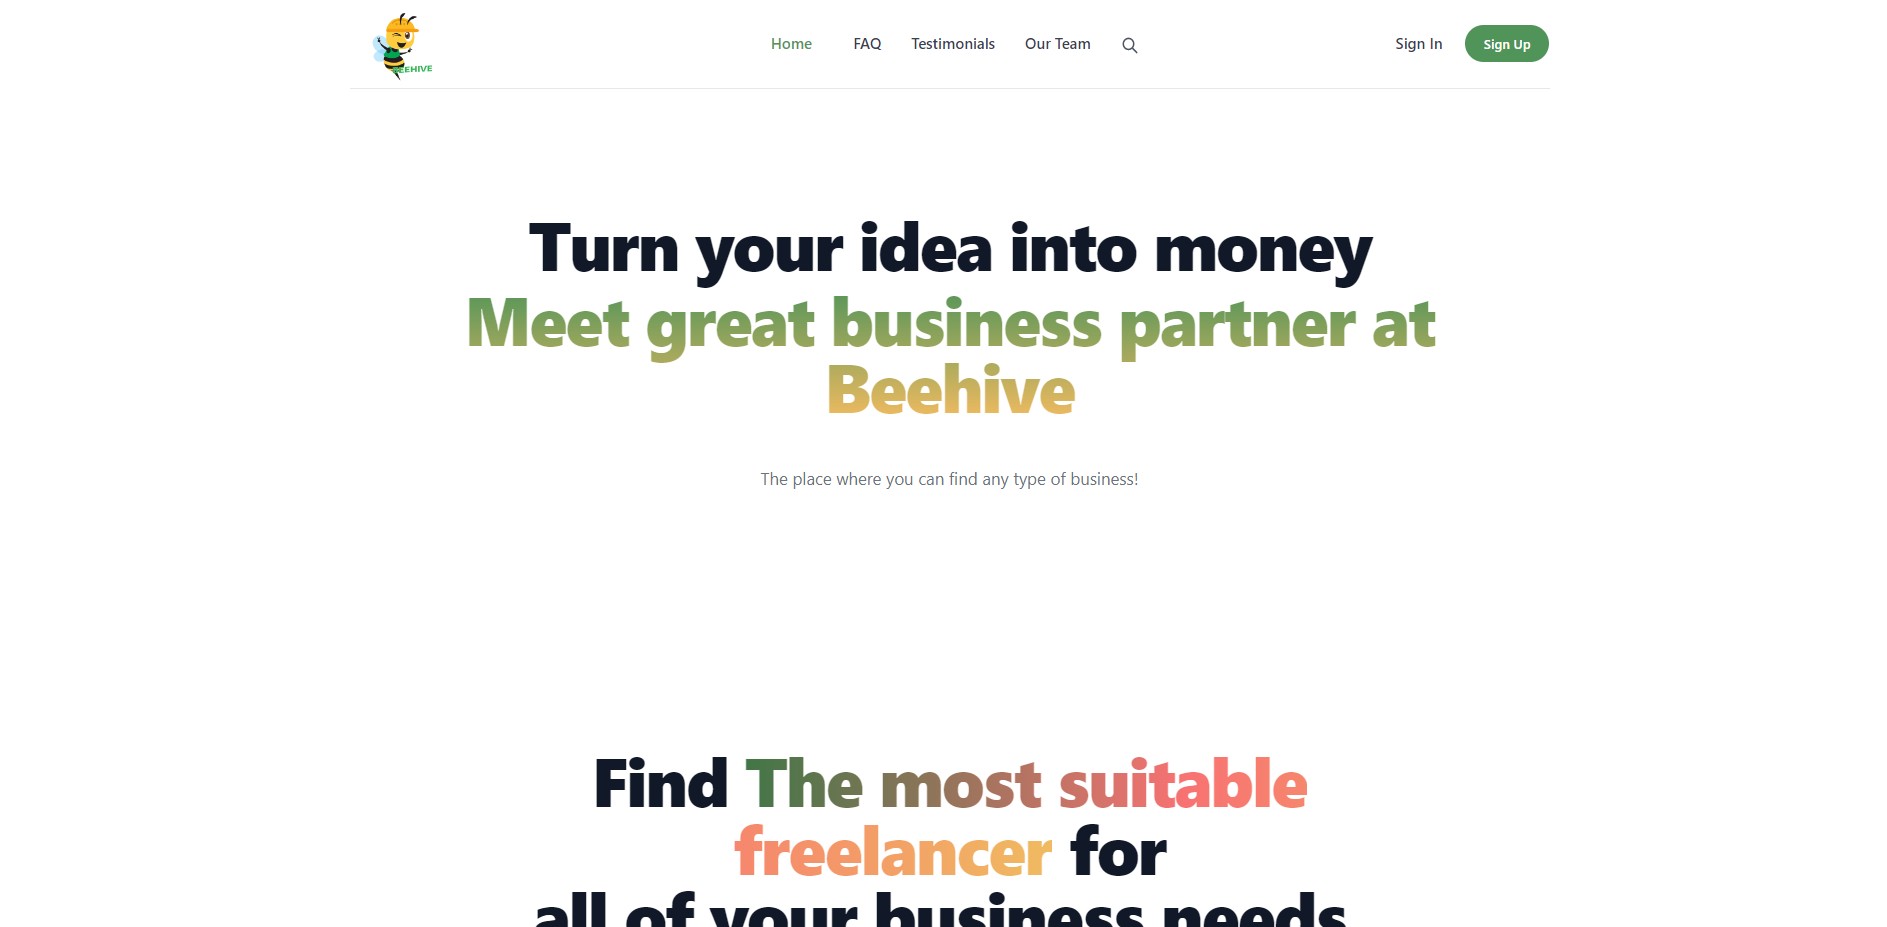 BEEHIVE
Home FAQ Testimonials Our Team Sign In Sign Up
Turn your idea into money
Meet great business partner at
Beehive
The place where you can find any type of business!
Find The most suitable
freelancer for
all of your business needs